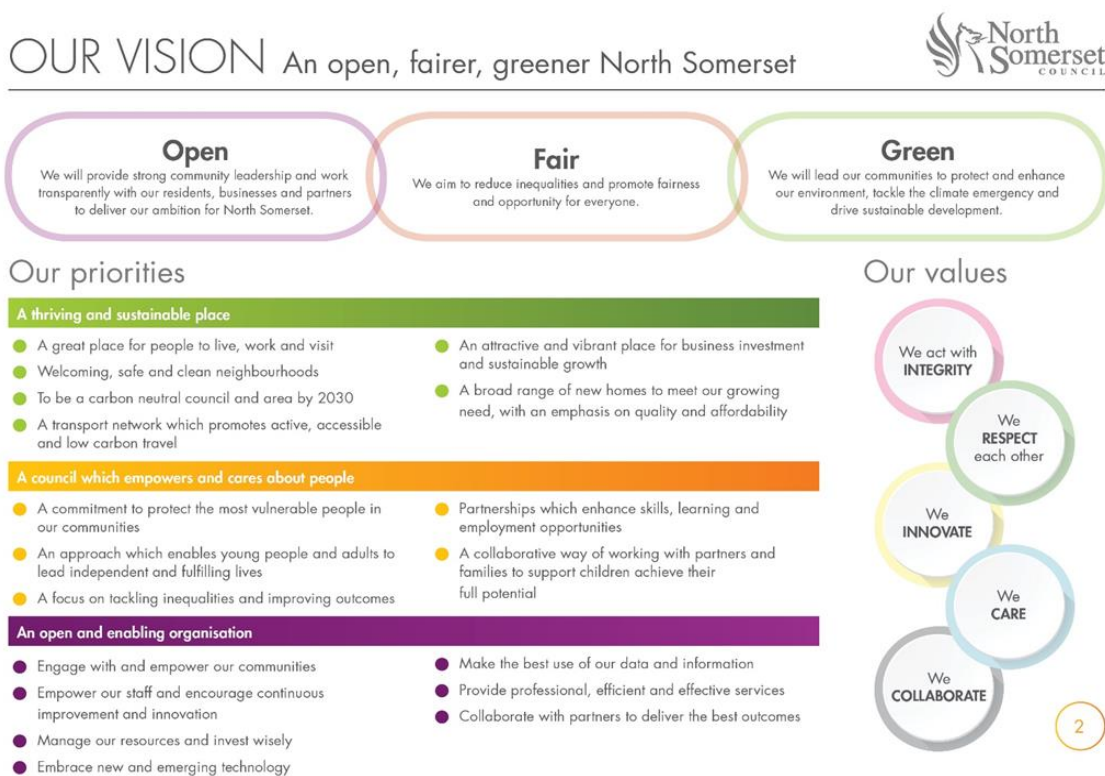 OUR VISION An open, fairer, greener North Somerset
North
Somerset
COUNCIL
Open
We will provide strong community leadership and work
transparently with our residents, businesses and partners
to deliver our ambition for North Somerset.
Fair
We aim to reduce inequalities and promote fairness
and opportunity for everyone.
Green
We will lead our communities to protect and enhance
our environment, tackle the climate emergency and
drive sustainable development.
Our priorities
A thriving and sustainable place
A great place for people to live, work and visit
Welcoming, safe and clean neighbourhoods
To be a carbon neutral council and area by 2030
A transport network which promotes active, accessible
and low carbon travel
An attractive and vibrant place for business investment
and sustainable growth
A broad range of new homes to meet our growing
need, with an emphasis on quality and affordability
A council which empowers and cares about people
A commitment to protect the most vulnerable people in
our communities
An approach which enables young people and adults to
lead independent and fulfilling lives
A focus on tackling inequalities and improving outcomes
Partnerships which enhance skills, learning and
employment opportunities
A collaborative way of working with partners and
families to support children achieve their
full potential
An open and enabling organisation
Engage with and empower our communities
Empower our staff and encourage continuous
improvement and innovation
Manage our resources and invest wisely
Embrace new and emerging technology
Make the best use of our data and information
Provide professional, efficient and effective services
Collaborate with partners to deliver the best outcomes
Our values
We act with
INTEGRITY
We
RESPECT
each other
We
INNOVATE
We
CARE
We
COLLABORATE
2